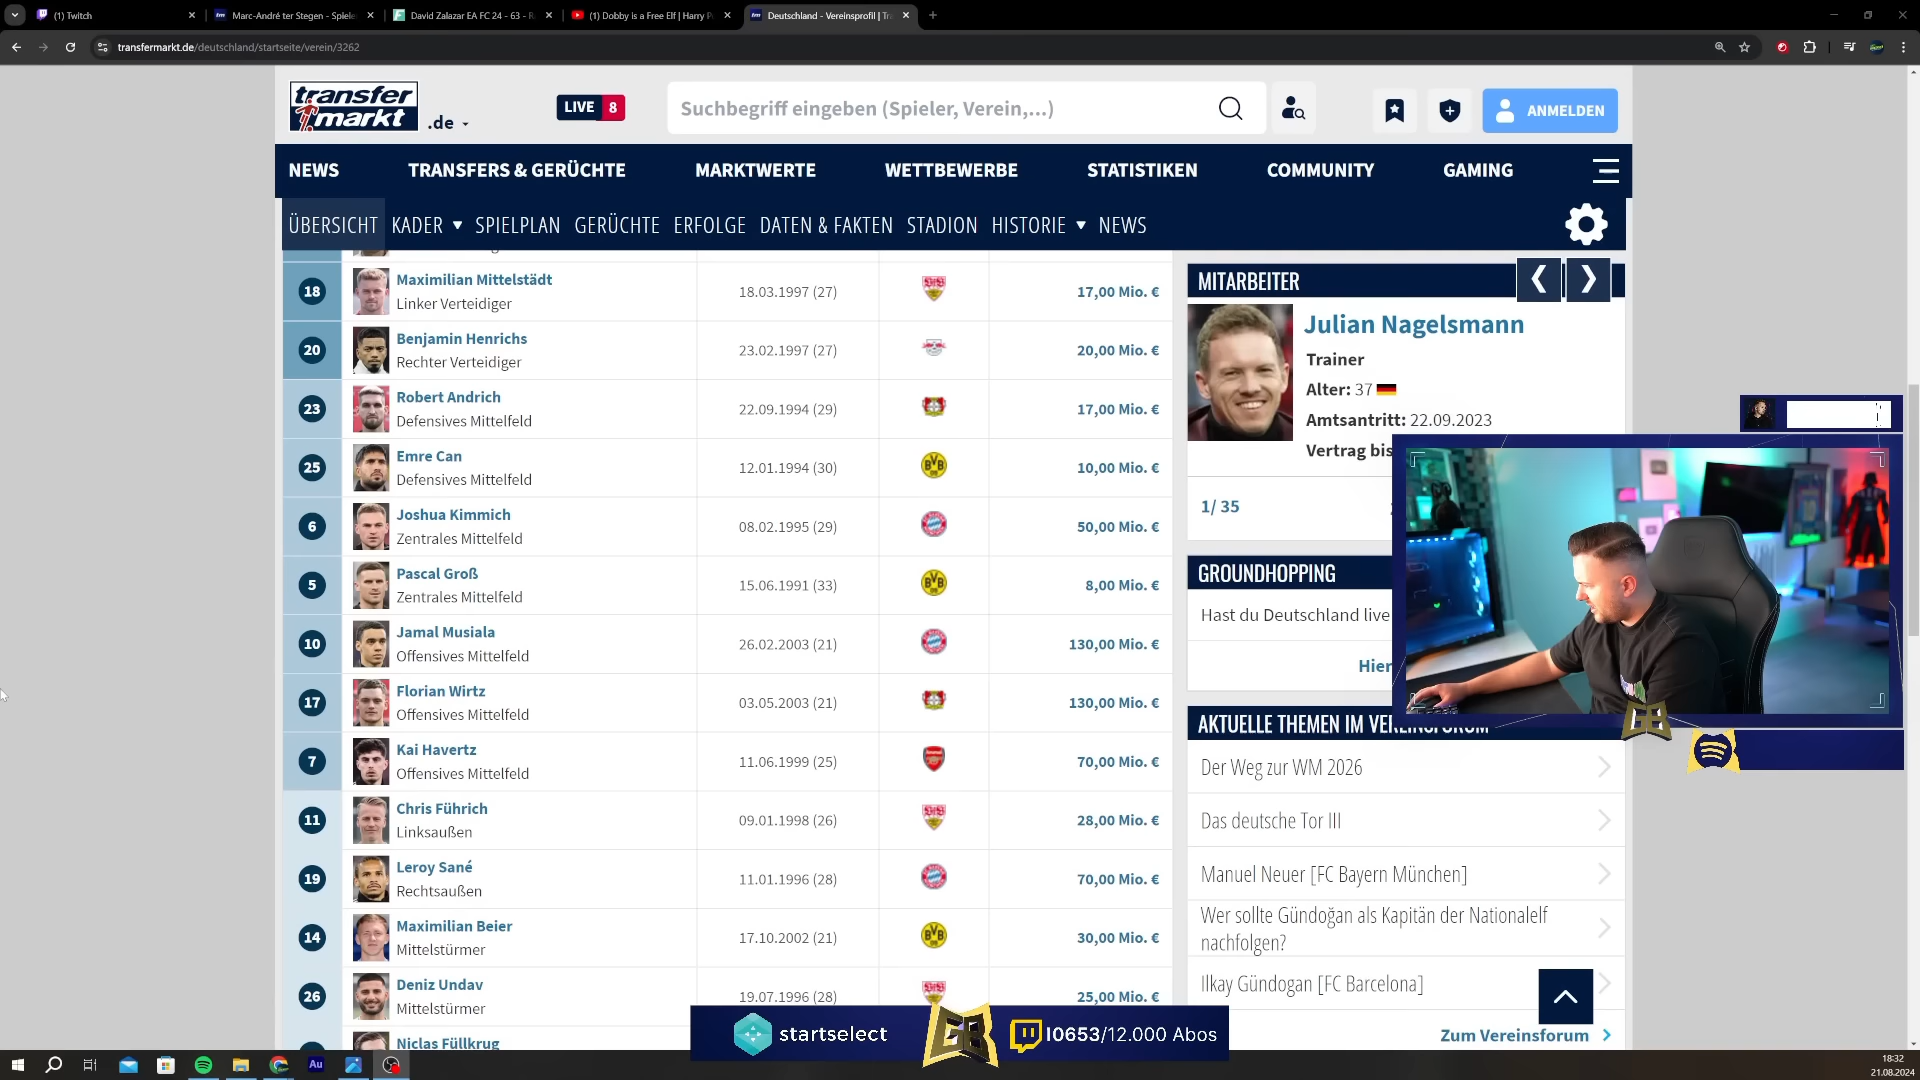 (1) Twitch
Marc-André ter Stegen - Spiele
David Zalazar EA FC 24 - 63 - R
(1) Dobby is a Free Elf | Harry P
Deutschland - Vereinsprofil | Tr
transfermarkt.de/deutschland/startseite/verein/3262
transfer
markt
.de
LIVE 8
Suchbegriff eingeben (Spieler, Verein,...)
ANMELDEN
NEWS TRANSFERS & GERÜCHTE MARKTWERTE WETTBEWERBE STATISTIKEN COMMUNITY GAMING
ÜBERSICHT KADER SPIELPLAN GERÜCHTE ERFOLGE DATEN & FAKTEN STADION HISTORIE NEWS
18 Maximilian Mittelstädt 18.03.1997 (27) 17,00 Mio. €
Linker Verteidiger
20 Benjamin Henrichs 23.02.1997 (27) 20,00 Mio. €
Rechter Verteidiger
23 Robert Andrich 22.09.1994 (29) 17,00 Mio. €
Defensives Mittelfeld
25 Emre Can 12.01.1994 (30) BVB 09 10,00 Mio. €
Defensives Mittelfeld
6 Joshua Kimmich 08.02.1995 (29) 50,00 Mio. €
Zentrales Mittelfeld
5 Pascal Groß 15.06.1991 (33) BVB 09 8,00 Mio. €
Zentrales Mittelfeld
10 Jamal Musiala 26.02.2003 (21) 130,00 Mio. €
Offensives Mittelfeld
17 Florian Wirtz 03.05.2003 (21) 130,00 Mio. €
Offensives Mittelfeld
7 Kai Havertz 11.06.1999 (25) 70,00 Mio. €
Offensives Mittelfeld
11 Chris Führich 09.01.1998 (26) 28,00 Mio. €
Linksaußen
19 Leroy Sané 11.01.1996 (28) 70,00 Mio. €
Rechtsaußen
14 Maximilian Beier 17.10.2002 (21) BVB 09 30,00 Mio. €
Mittelstürmer
26 Deniz Undav 19.07.1996 (28) 25,00 Mio. €
Mittelstürmer
Niclas Füllkrug
MITARBEITER
Julian Nagelsmann
Trainer
Alter: 37
Amtsantritt: 22.09.2023
Vertrag bis
1/ 35
GROUNDHOPPING
Hast du Deutschland live
Hier
AKTUELLE THEMEN IM VEREINSFORUM
Der Weg zur WM 2026
Das deutsche Tor III
Manuel Neuer [FC Bayern München]
Wer sollte Gündoğan als Kapitän der Nationalelf
nachfolgen?
Ilkay Gündogan [FC Barcelona]
Zum Vereinsforum
startselect GB 10653/12.000 Abos
Au
18:32
21.08.2024